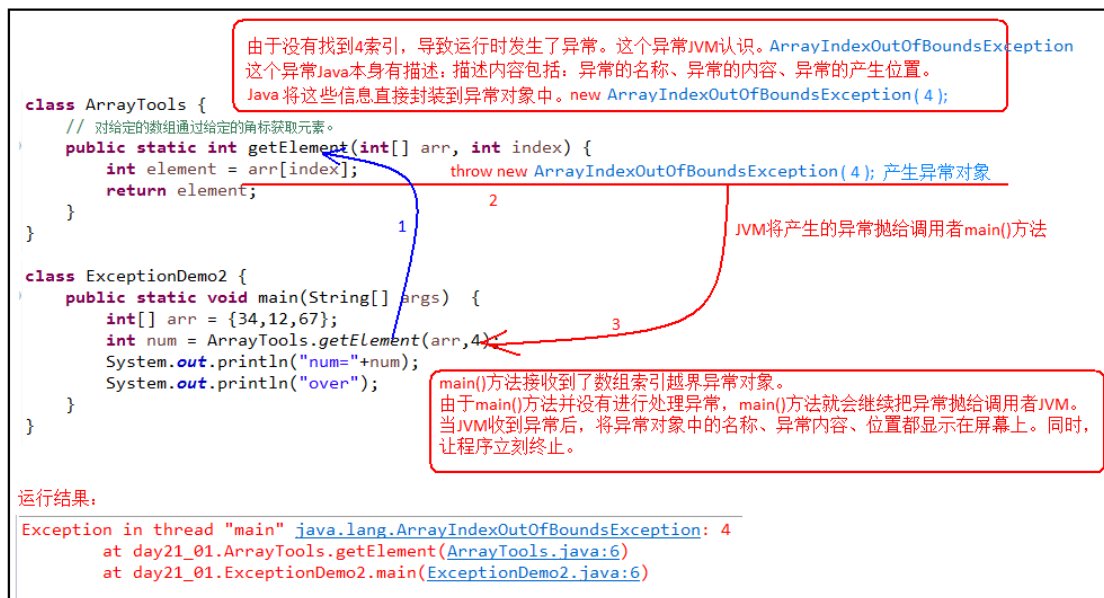 由于没有找到4索引，导致运行时发生了异常。这个异常JVM认识。ArrayIndexOutOfBoundsException
这个异常Java本身有描述：描述内容包括：异常的名称、异常的内容、异常的产生位置。
Java 将这些信息直接封装到异常对象中。new ArrayIndexOutOfBoundsException(4);
class ArrayTools {
// 对给定的数组通过给定的角标获取元素。
public static int getElement(int[] arr, int index) {
int element = arr[index];
throw new ArrayIndexOutOfBoundsException(4); 产生异常对象
return element;
2
}
1
JVM将产生的异常抛给调用者main()方法
}
class ExceptionDemo2 {
public static void main(String[] args) {
int[] arr = {34,12,67};
3
int num = ArrayTools.getElement(arr,4);
System.out.println("num="+num);
System.out.println("over");
}
}
main()方法接收到了数组索引越界异常对象。
由于main()方法并没有进行处理异常，main()方法就会继续把异常抛给调用者JVM。
当JVM收到异常后，将异常对象中的名称、异常内容、位置都显示在屏幕上。同时，
让程序立刻终止。
运行结果：
Exception in thread "main" java.lang.ArrayIndexOutOfBoundsException: 4
at day21_01.ArrayTools.getElement(ArrayTools.java:6)
at day21_01.ExceptionDemo2.main(ExceptionDemo2.java:6)